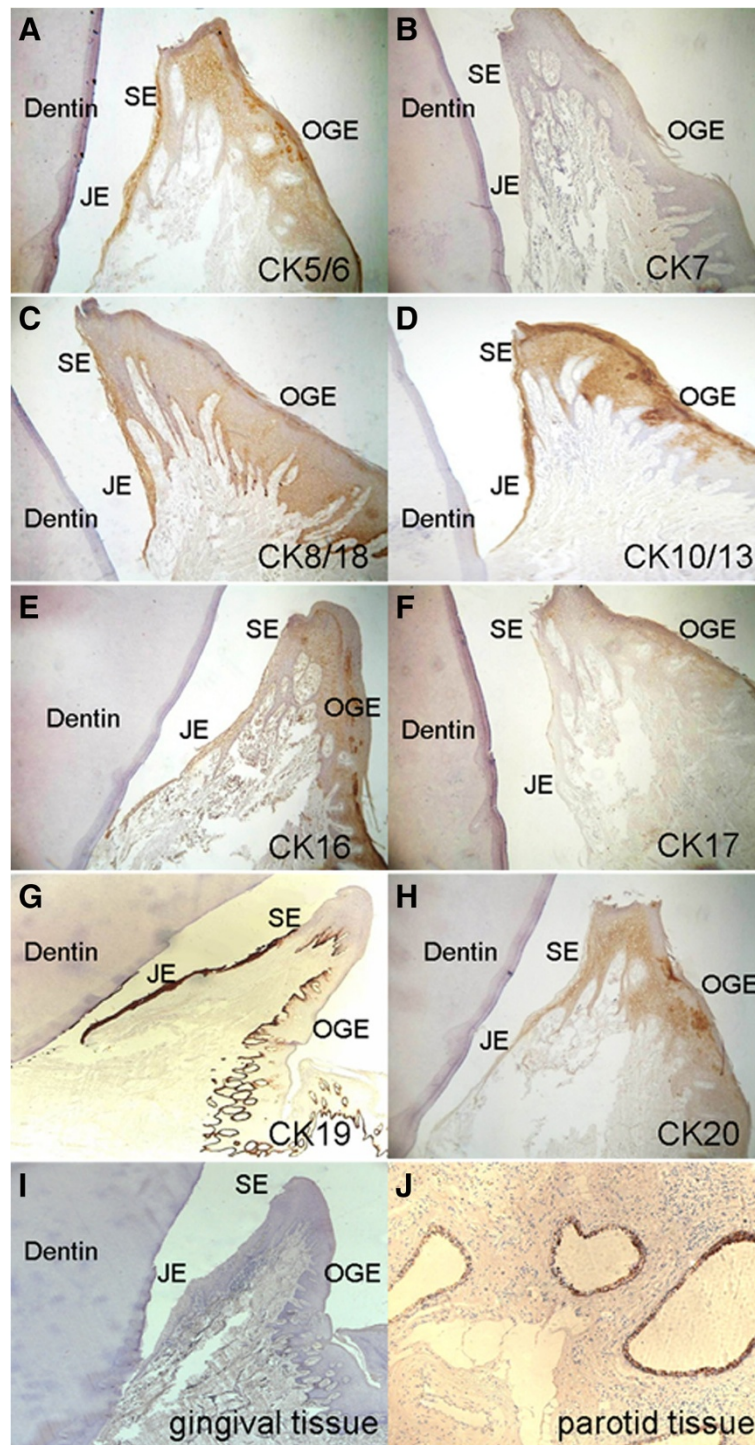 A
Dentin
SE
OGE
JE
CK5/6
B
SE
Dentin
OGE
JE
CK7
C
SE
OGE
JE
Dentin
CK8/18
D
SE
OGE
JE
Dentin
CK10/13
E
SE
OGE
Dentin
JE
CK16
F
SE
OGE
Dentin
JE
CK17
G
SE
Dentin
JE
OGE
CK19
H
Dentin
SE
OGE
JE
CK20
I
SE
Dentin
JE
OGE
gingival tissue
J
parotid tissue